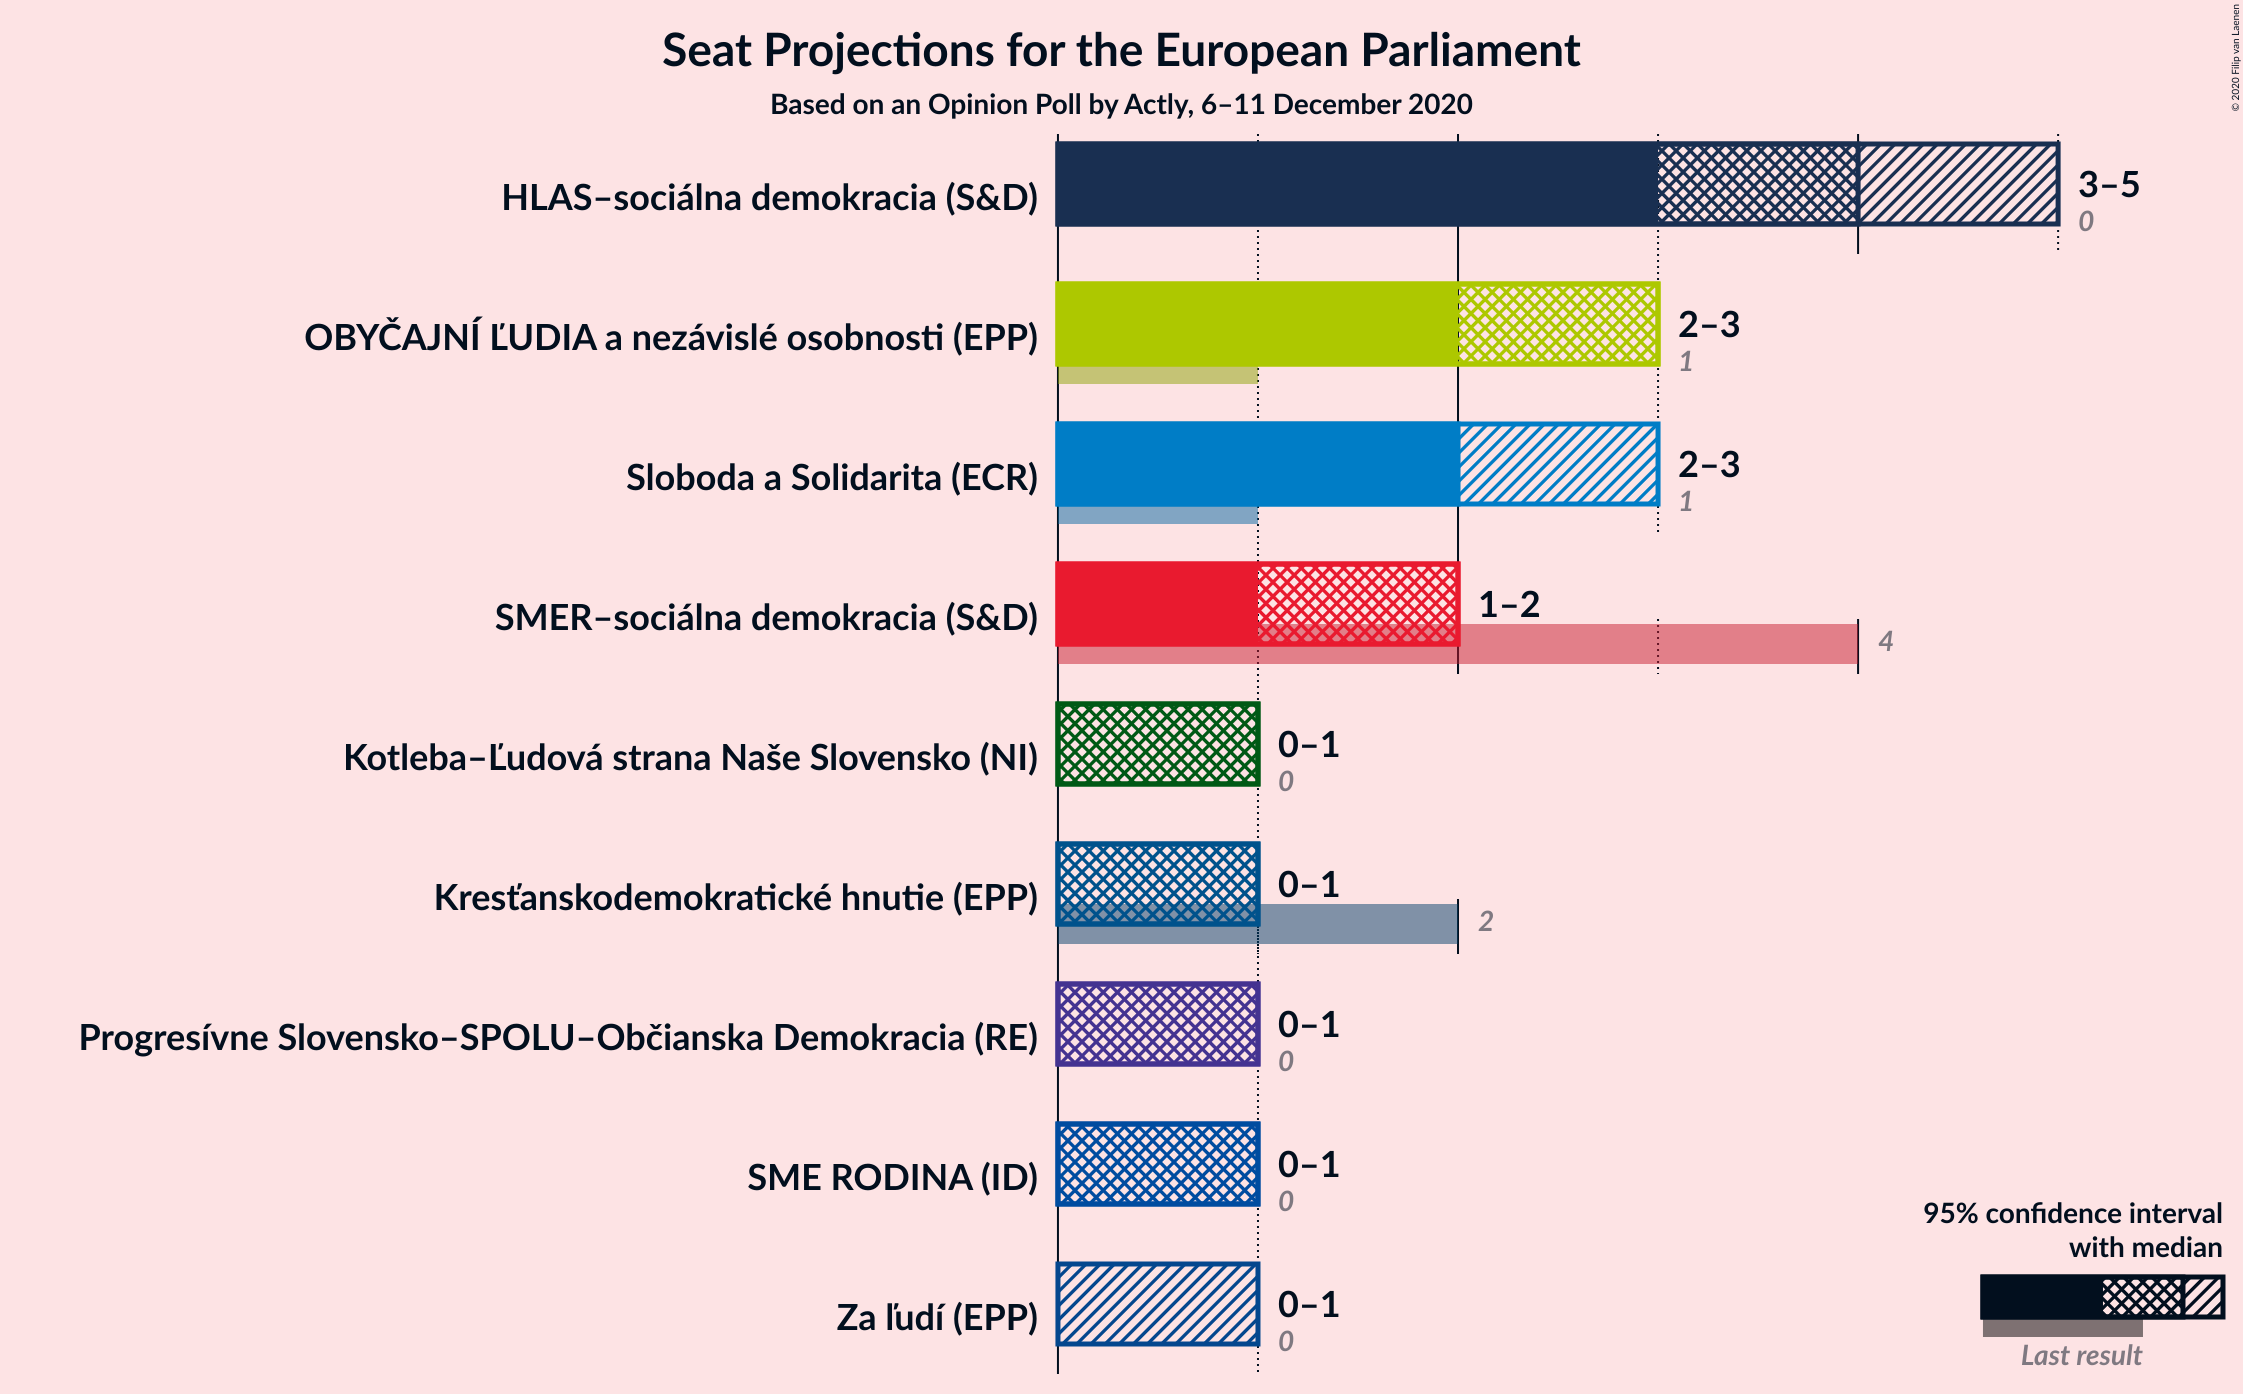 Seat Projections for the European Parliament
Based on an Opinion Poll by Actly, 6–11 December 2020
© 2020 Filip van Laenen
HLAS–sociálna demokracia (S&D)
3–5
0
OBYČAJNÍ ĽUDIA a nezávislé osobnosti (EPP)
2–3
1
Sloboda a Solidarita (ECR)
2–3
1
SMER–sociálna demokracia (S&D)
1–2
4
Kotleba–Ľudová strana Naše Slovensko (NI)
0–1
0
Kresťanskodemokratické hnutie (EPP)
0–1
2
Progresívne Slovensko–SPOLU–Občianska Demokracia (RE)
0–1
0
SME RODINA (ID)
0–1
0
Za ľudí (EPP)
0–1
0
95% confidence interval
with median
Last result